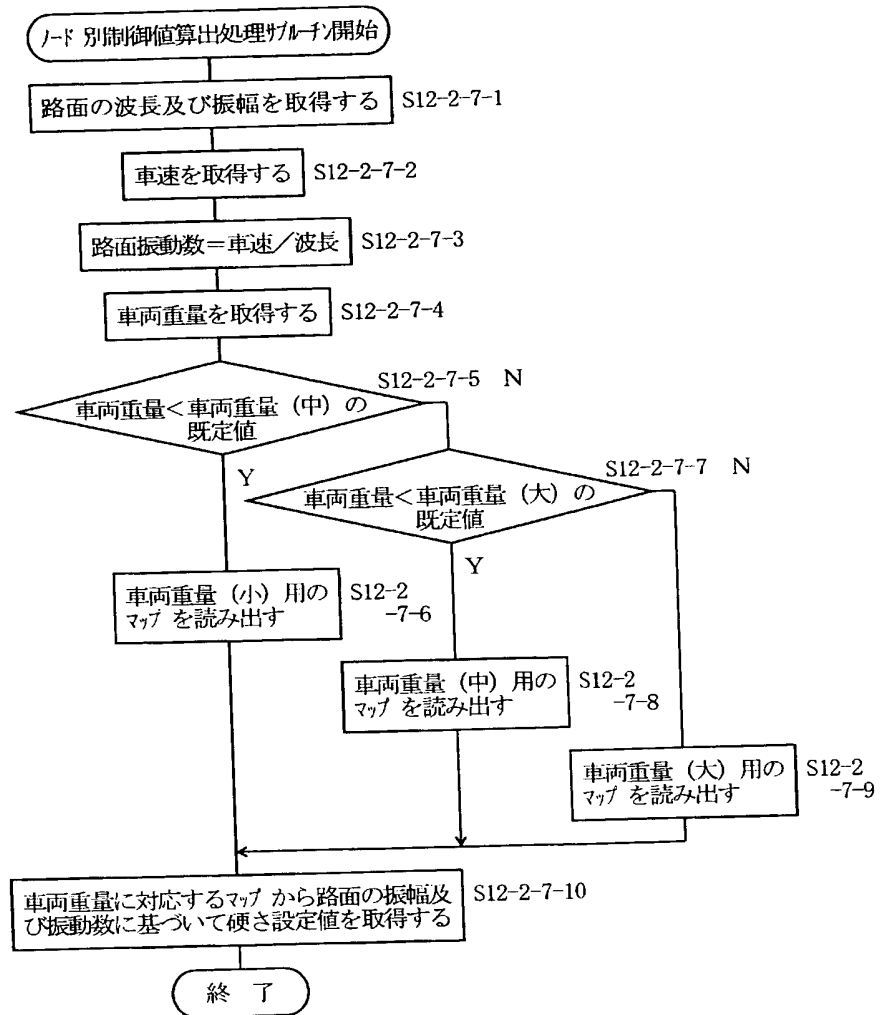 ノード 別制御値算出処理サブルーチン開始
路面の波長及び振幅を取得する S12-2-7-1
車速を取得する S12-2-7-2
路面振動数＝車速／波長 S12-2-7-3
車両重量を取得する S12-2-7-4
S12-2-7-5 N
車両重量＜車両重量（中）の
既定値
Y
S12-2-7-7 N
車両重量＜車両重量（大）の
既定値
Y
車両重量（小）用の
マップ を読み出す
S12-2
-7-6
車両重量（中）用の
マップ を読み出す
S12-2
-7-8
車両重量（大）用の
マップ を読み出す
S12-2
-7-9
車両重量に対応するマップ から路面の振幅及
び振動数に基づいて硬さ設定値を取得する
S12-2-7-10
終 了